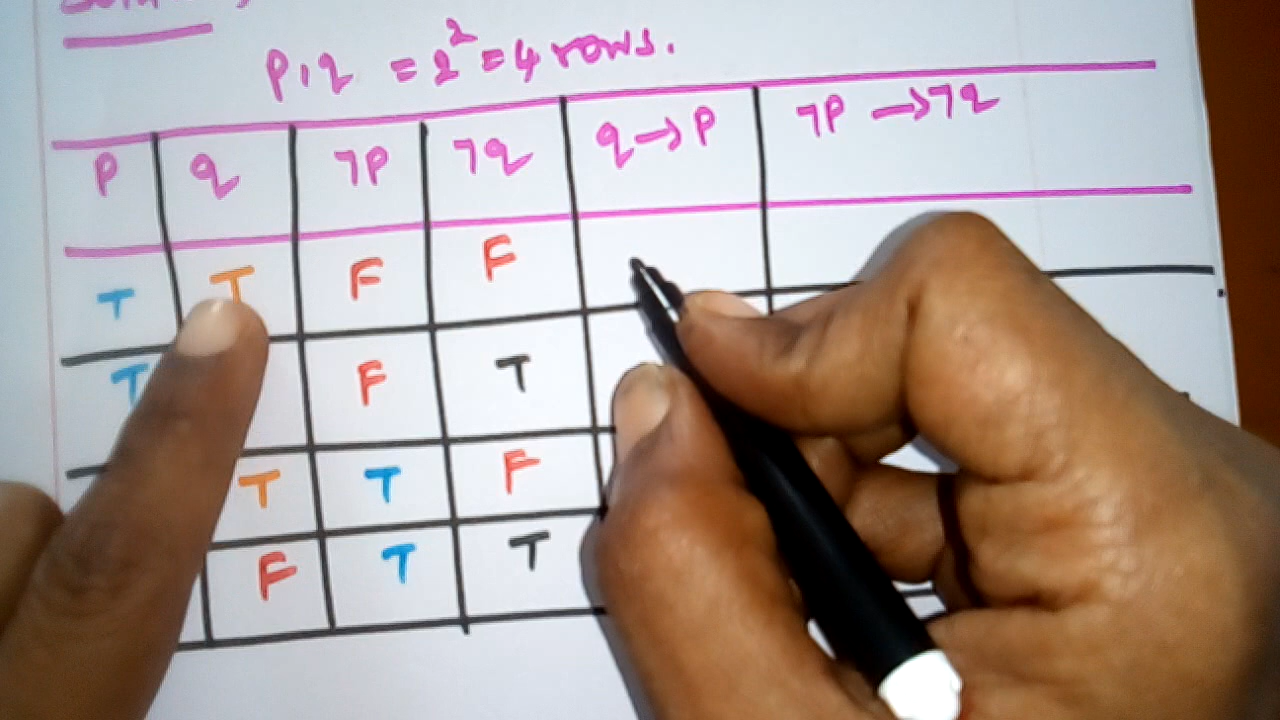 P, q = 2² = 4 rows.
P q ¬P ¬q q → P ¬P → ¬q
T T F F
T F T
T T F
F T T